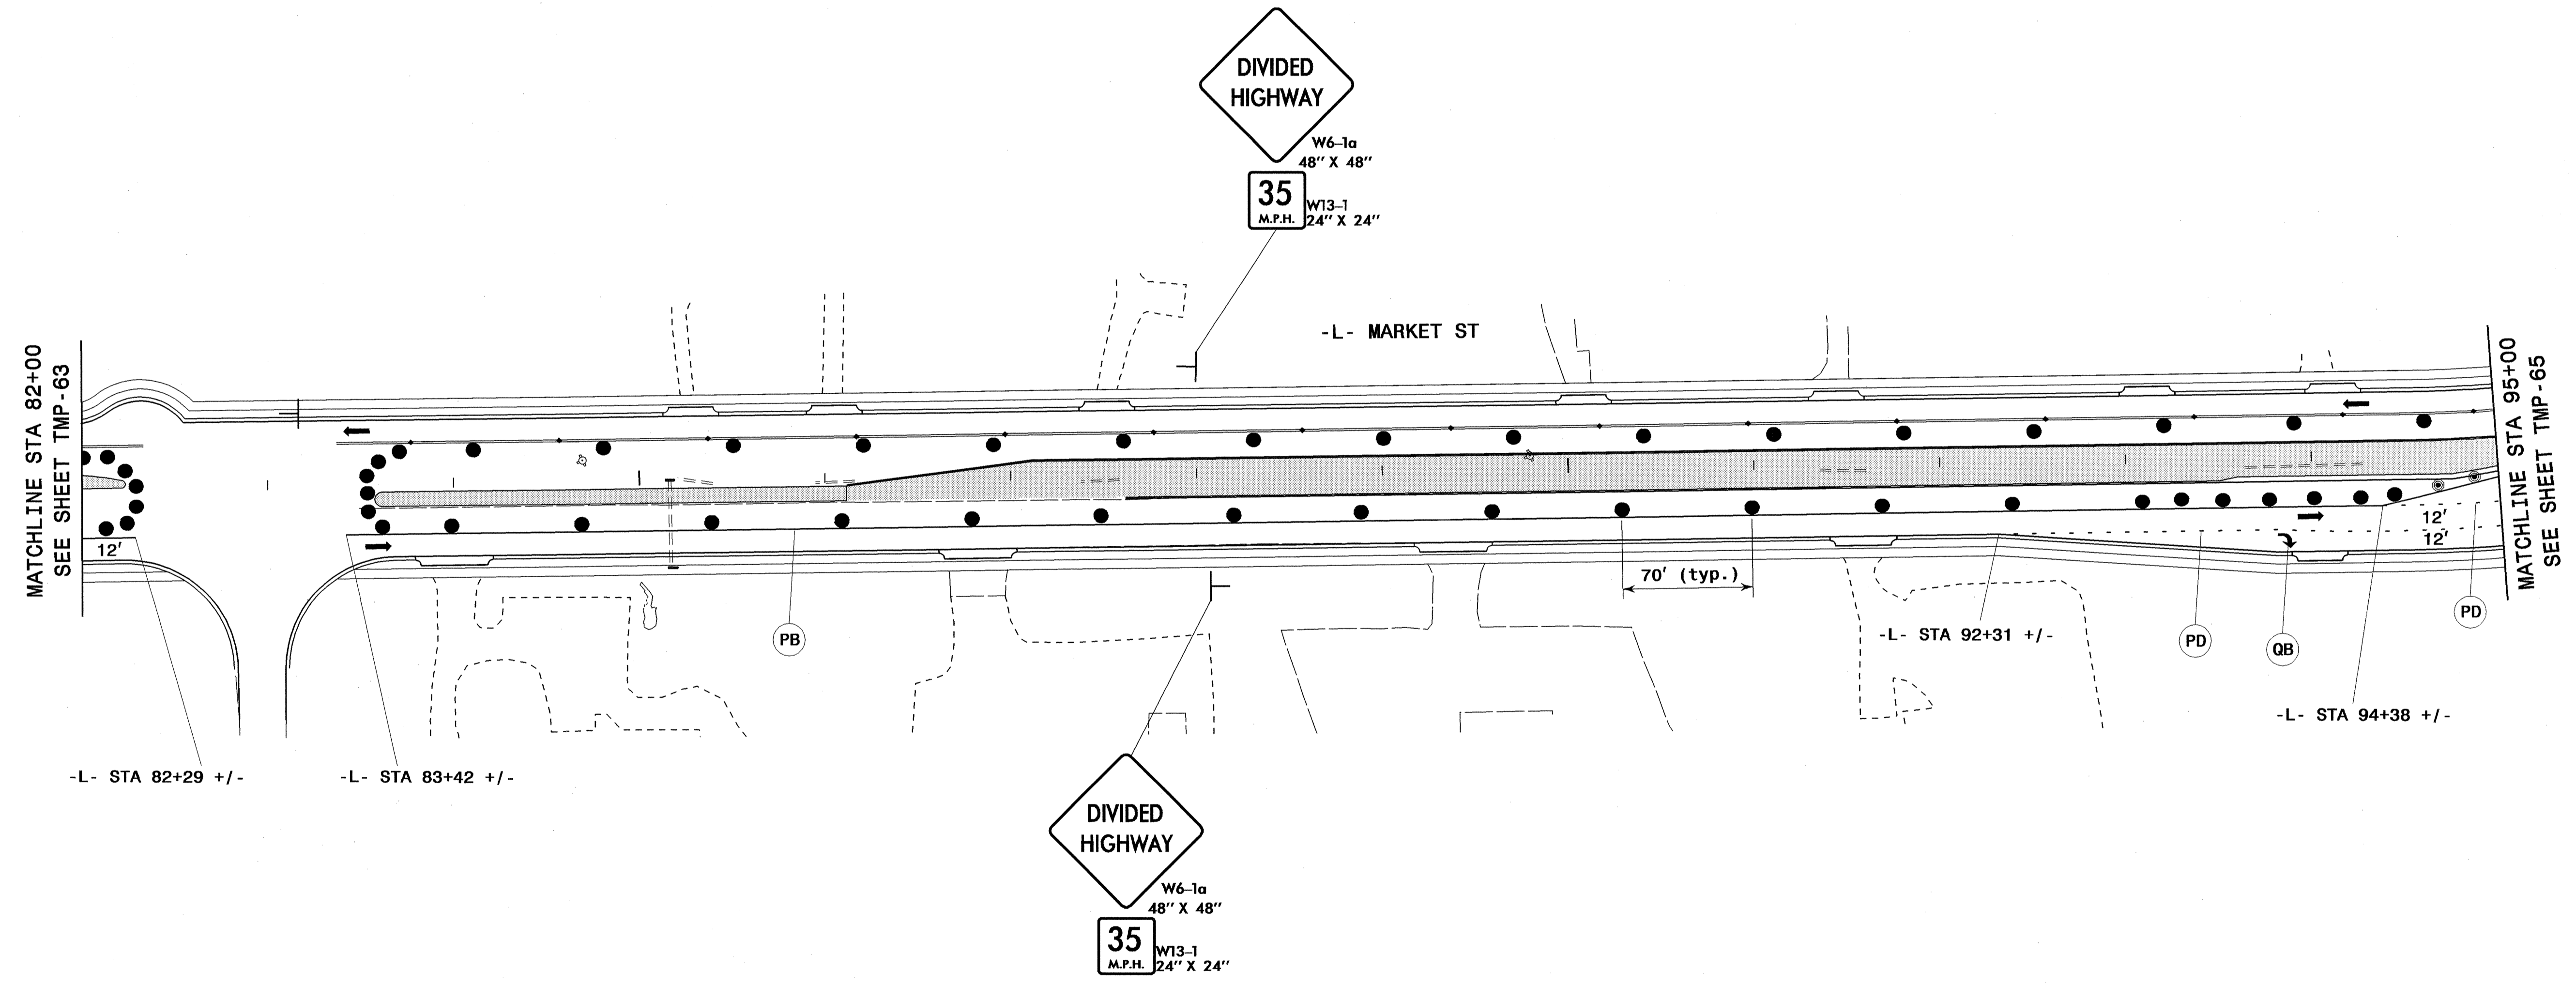 DIVIDED
HIGHWAY
W6-1a
48" X 48"
35
M.P.H.
W13-1
24" X 24"
-L- MARKET ST
MATCHLINE STA 82+00
SEE SHEET TMP-63
MATCHLINE STA 95+00
SEE SHEET TMP-65
12'
12'
12'
70' (typ.)
PB
PD
QB
PD
-L- STA 92+31 +/-
-L- STA 94+38 +/-
-L- STA 82+29 +/-
-L- STA 83+42 +/-
DIVIDED
HIGHWAY
W6-1a
48" X 48"
35
M.P.H.
W13-1
24" X 24"